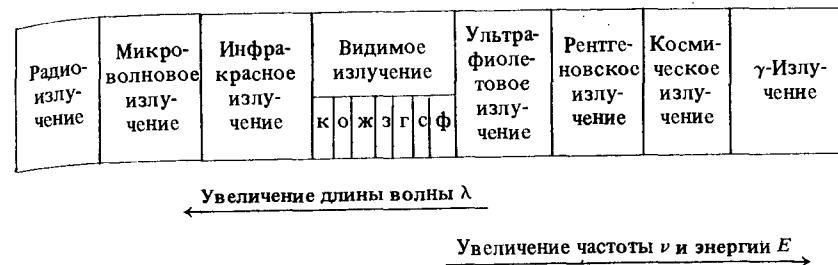 Радио-
излу-
чение
Микро-
волновое
излу-
чение
Инфра-
красное
излу-
чение
Видимое
излучение
к о ж з г с ф
Ультра-
фиоле-
товое
излу-
чение
Рентге-
новское
излу-
чение
Косми-
ческое
излу-
чение
γ-Излу-
чение
Увеличение длины волны λ
Увеличение частоты ν и энергий E